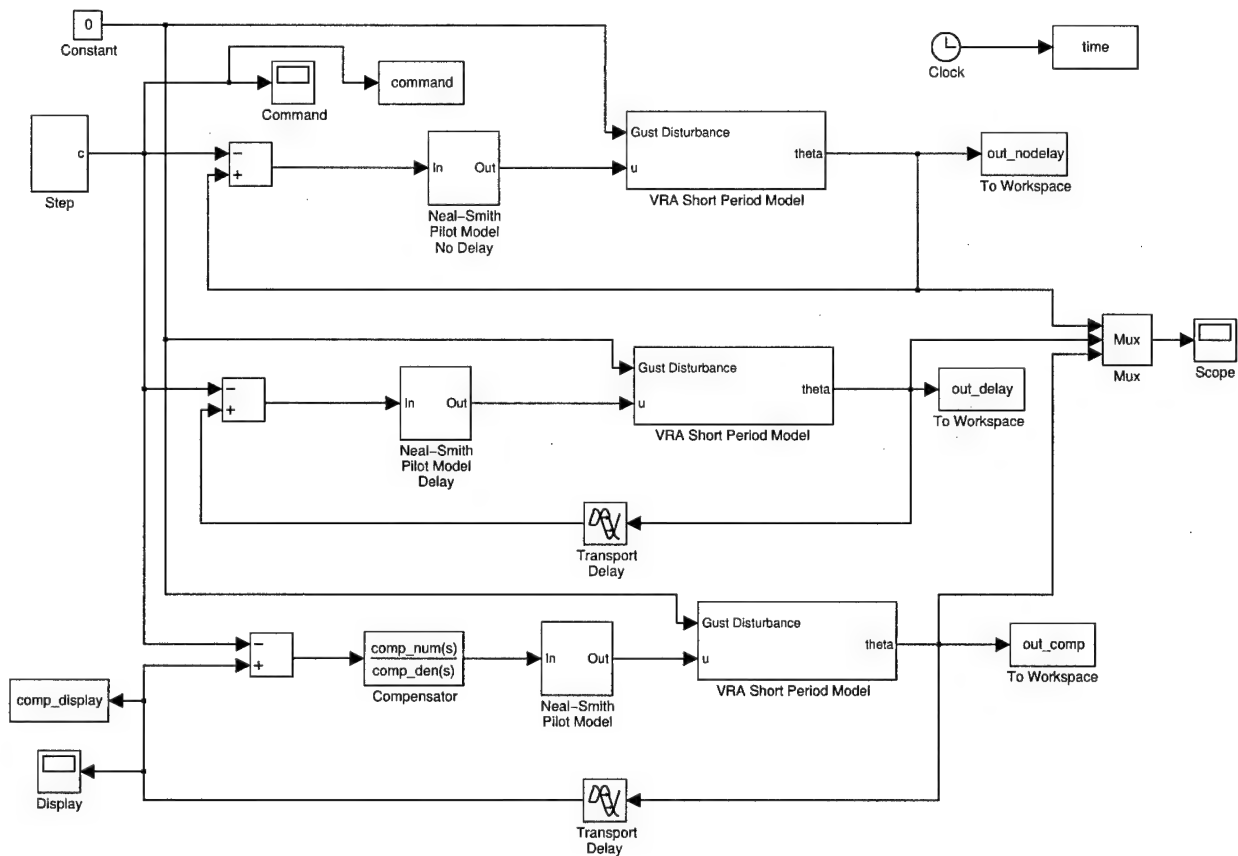 0
Constant
Clock
time
Command
command
Step
c
−
+
In
Out
Neal−Smith
Pilot Model
No Delay
Gust Disturbance
u
theta
VRA Short Period Model
out_nodelay
To Workspace
Mux
Mux
Scope
−
+
In
Out
Neal−Smith
Pilot Model
Delay
Gust Disturbance
u
theta
VRA Short Period Model
out_delay
To Workspace
Transport
Delay
−
+
comp_num(s)
comp_den(s)
Compensator
In
Out
Neal−Smith
Pilot Model
Gust Disturbance
u
theta
VRA Short Period Model
out_comp
To Workspace
comp_display
Display
Transport
Delay